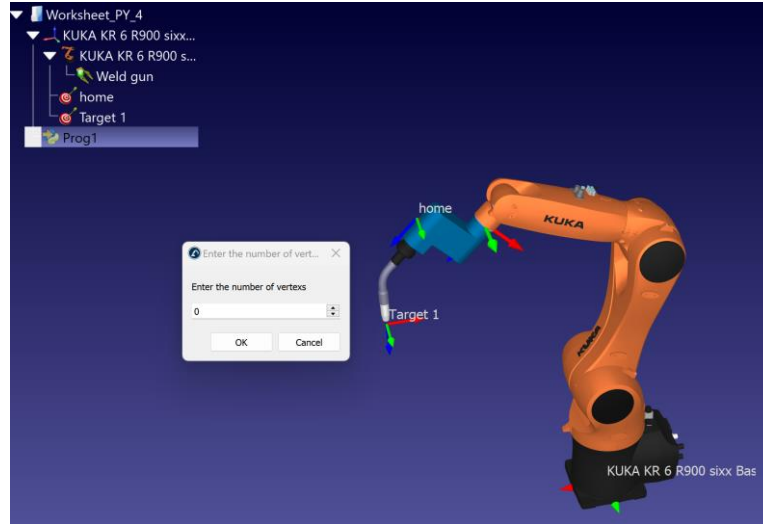 Worksheet_PY_4
KUKA KR 6 R900 sixx...
KUKA KR 6 R900 s...
Weld gun
home
Target 1
Prog1
home
KUKA
Enter the number of vert...
Enter the number of vertexs
0
OK
Cancel
Target 1
KUKA
KUKA KR 6 R900 sixx Bas